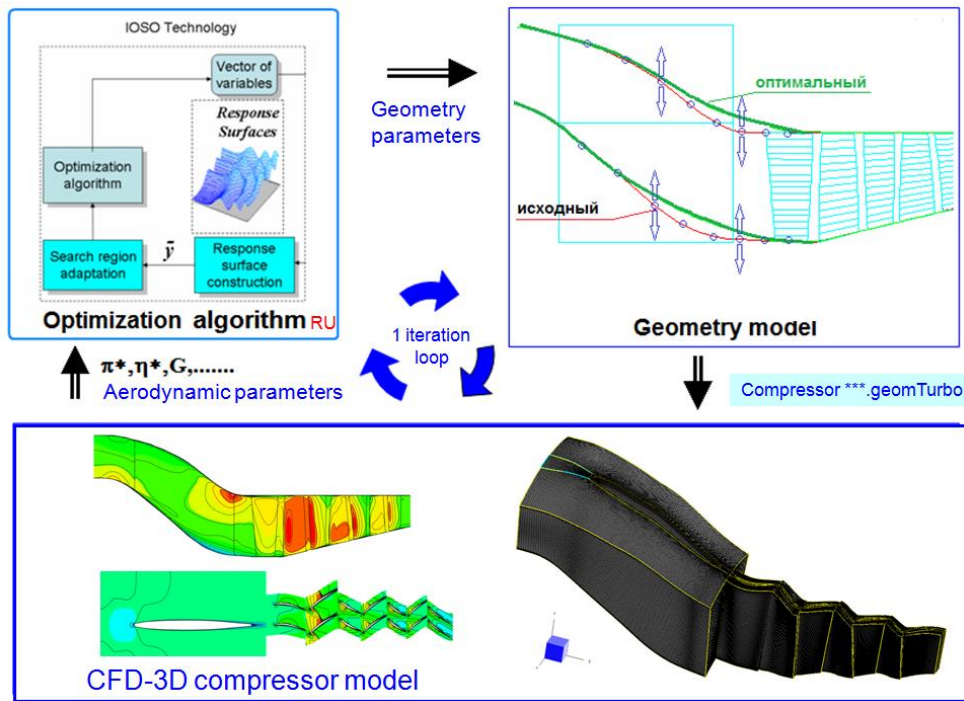 IOSO Technology
Vector of
variables
Response
Surfaces
Optimization
algorithm
Search region
adaptation
ȳ
Response
surface
construction
Optimization algorithm RU
Geometry
parameters
оптимальный
исходный
Geometry model
1 iteration
loop
π*,η*,G,.......
Aerodynamic parameters
Compressor ***.geomTurbo
CFD-3D compressor model